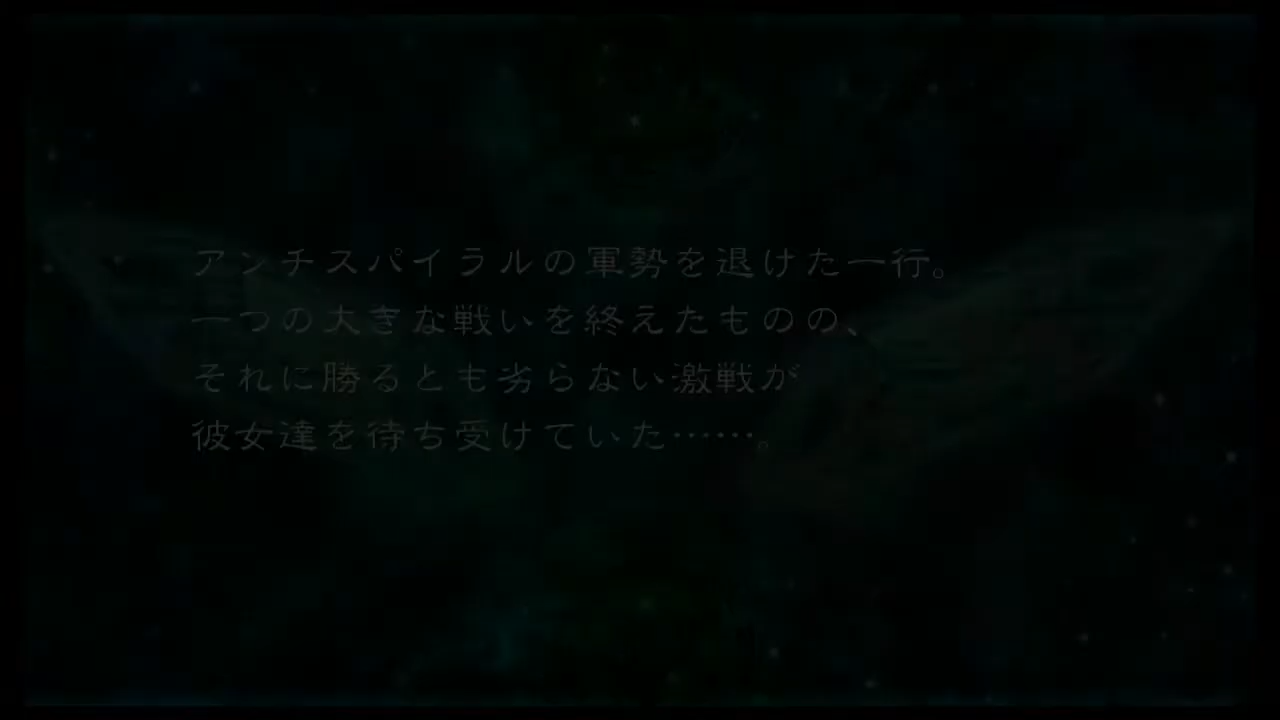 アンチスパイラルの軍勢を退けた一行。
一つの大きな戦いを終えたものの、
それに勝るとも劣らない激戦が
彼女達を待ち受けていた……。